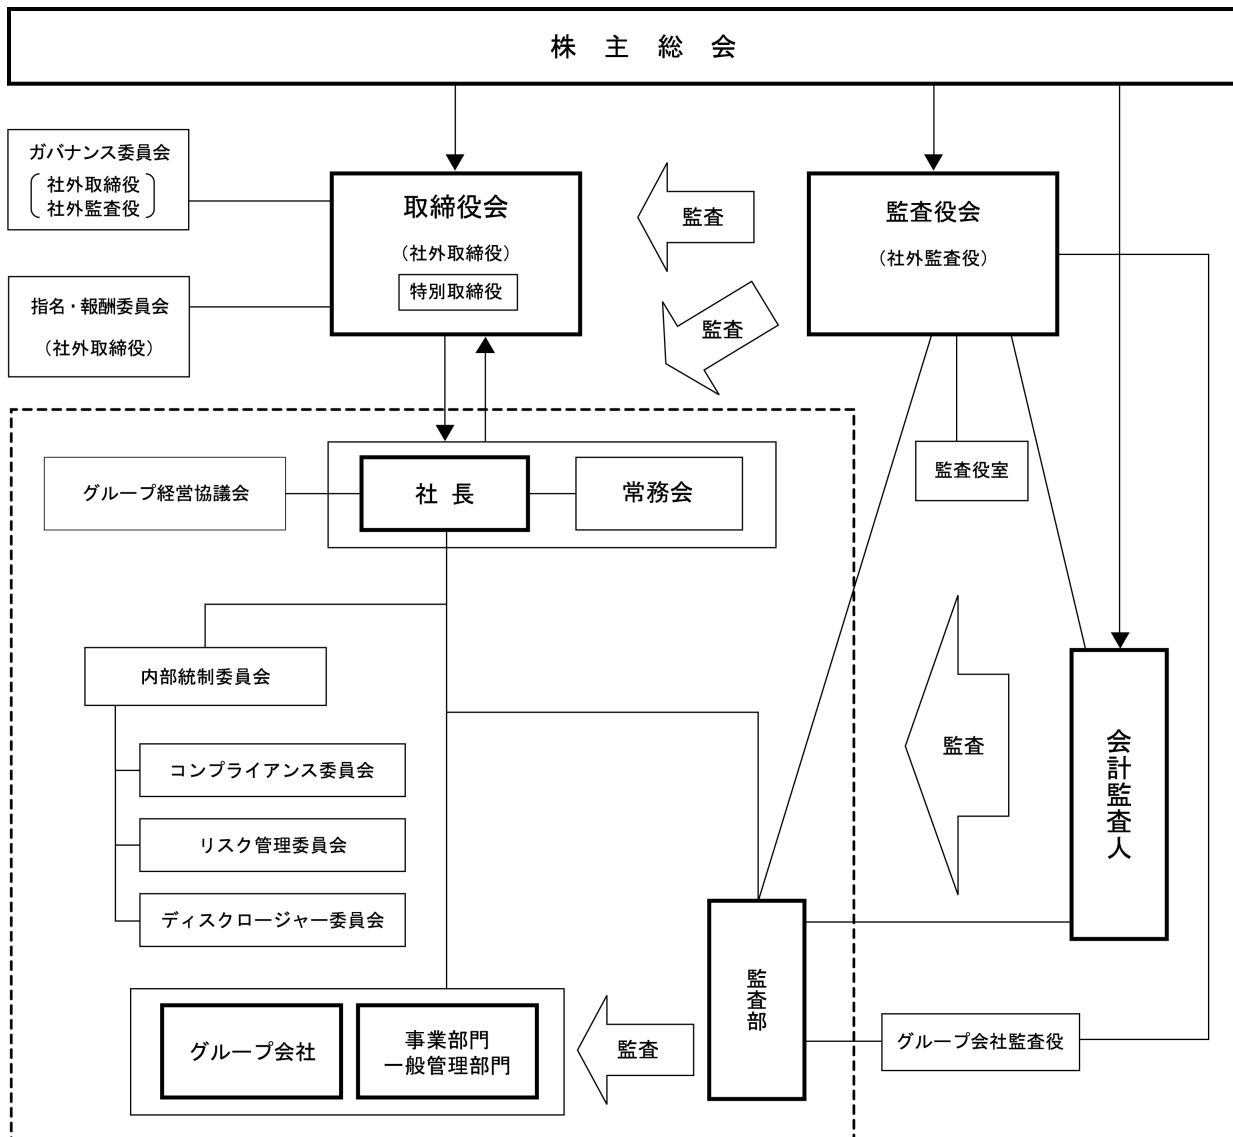 株主総会
ガバナンス委員会
社外取締役
社外監査役
取締役会
（社外取締役）
特別取締役
監査
監査役会
（社外監査役）
指名・報酬委員会
（社外取締役）
監査
グループ経営協議会
社長
常務会
監査役室
内部統制委員会
コンプライアンス委員会
リスク管理委員会
ディスクロージャー委員会
監査
会計監査人
監査部
グループ会社
事業部門
一般管理部門
監査
グループ会社監査役